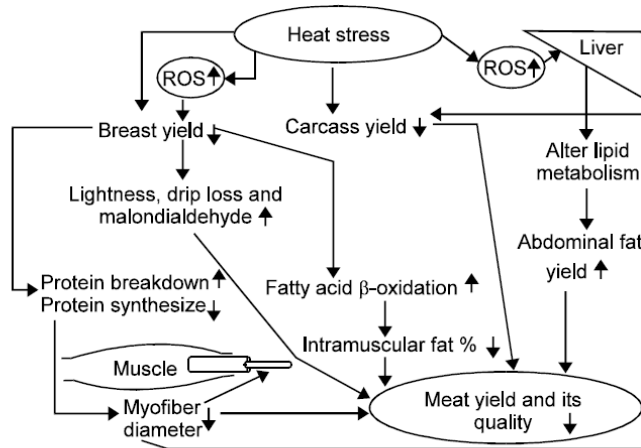 Heat stress
ROS↑
ROS↑
Liver
Breast yield↓
Carcass yield ↓
Alter lipid
metabolism
Lightness, drip loss and
malondialdehyde ↑
Abdominal fat
yield ↑
Protein breakdown↑
Protein synthesize↓
Fatty acid β-oxidation ↑
Intramuscular fat % ↓
Muscle
Myofiber
diameter↓
Meat yield and its
quality ↓